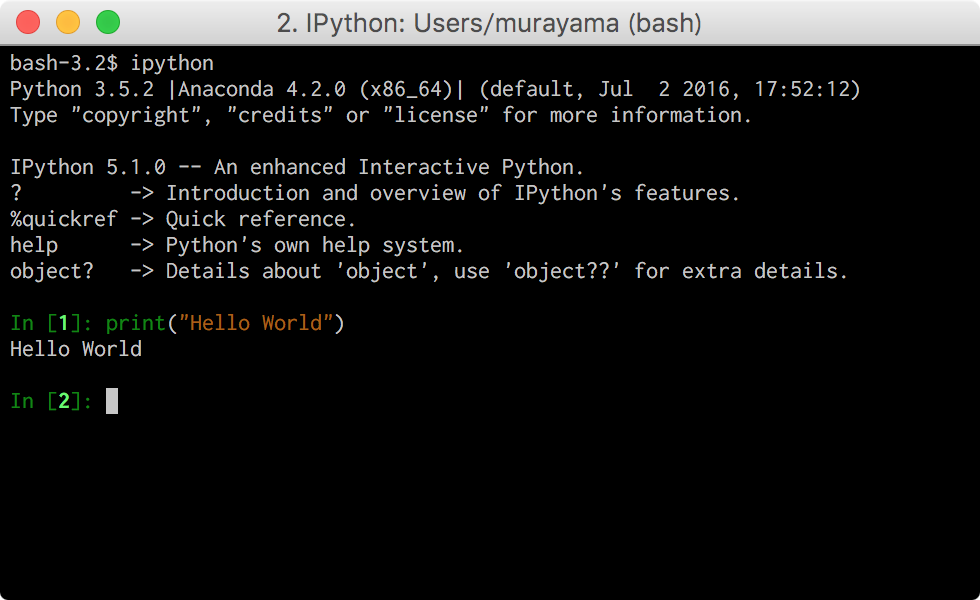 2. IPython: Users/murayama (bash)
bash-3.2$ ipython
Python 3.5.2 |Anaconda 4.2.0 (x86_64)| (default, Jul  2 2016, 17:52:12)
Type "copyright", "credits" or "license" for more information.
IPython 5.1.0 -- An enhanced Interactive Python.
?         -> Introduction and overview of IPython's features.
%quickref -> Quick reference.
help      -> Python's own help system.
object?   -> Details about 'object', use 'object??' for extra details.
In [1]: print("Hello World")
Hello World
In [2]: